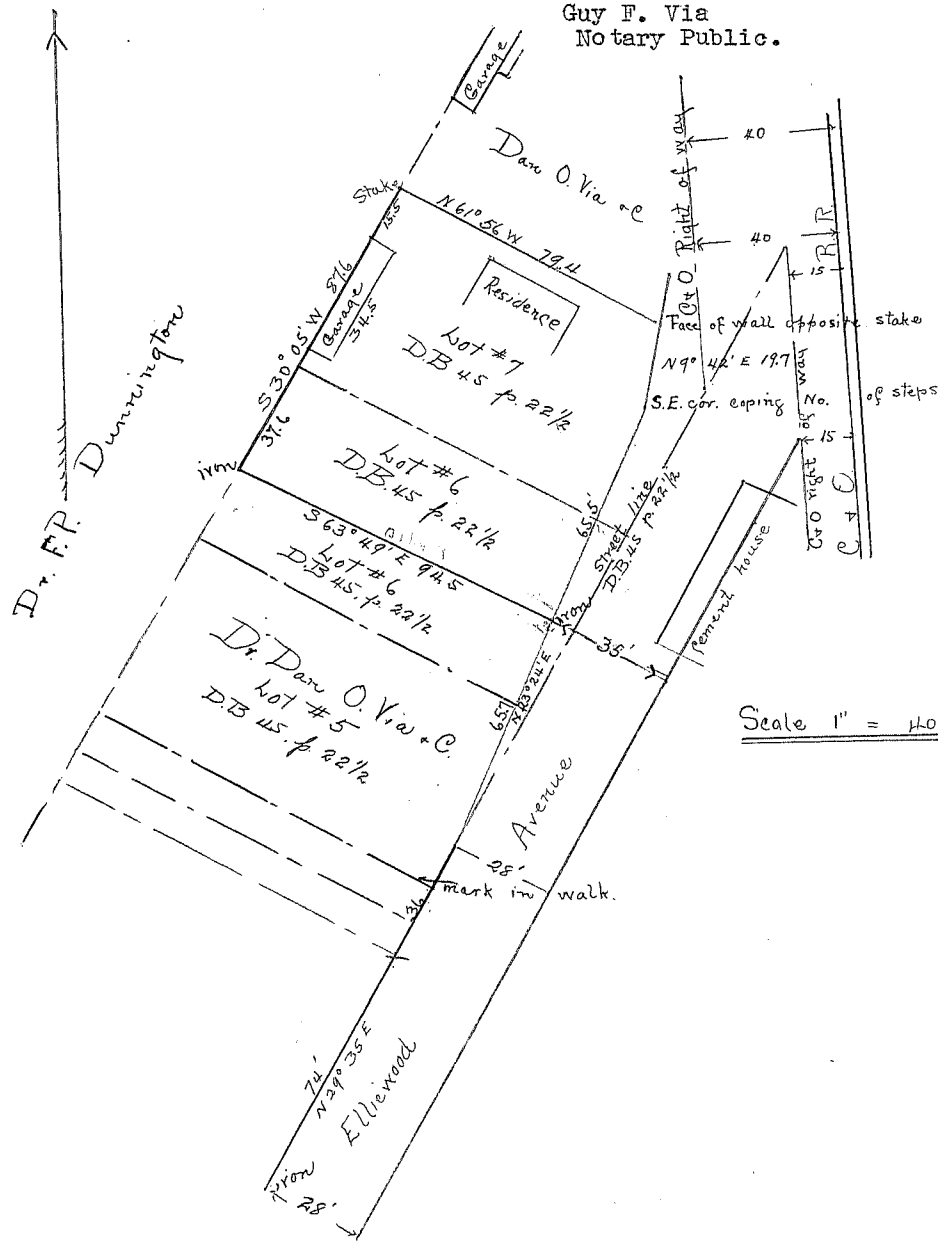 Guy F. Via
Notary Public.
Garage
Dan O. Via & C
40
C & O Right of way
Stake
N 61° 56 W 79.4
15.5
40
R R
15
Residence
Garage
34.5
S 30° 05' W 87.6
Lot #7
D.B 45 p. 22½
Face of wall opposite stake
N 9° 42' E 19.7
S.E. cor. coping No. of steps
37.6
15
C & O right of way
C & O
iron
Lot #6
D.B. 45 p. 22½
65.5'
Street line
D.B. 45 p. 22½
S 63° 49' E 94.5
Lot #6
D.B 45, p. 22½
iron
5
35'
Cement house
Dr. F.P. Dunnington
Dr. Dan O. Via & C.
Lot #5
D.B 45. p. 22½
65.7
N 23° 24' E
Scale 1" = 40
Avenue
28'
mark in walk.
36
74'
N 29° 35 E
Elliewood
iron
28'